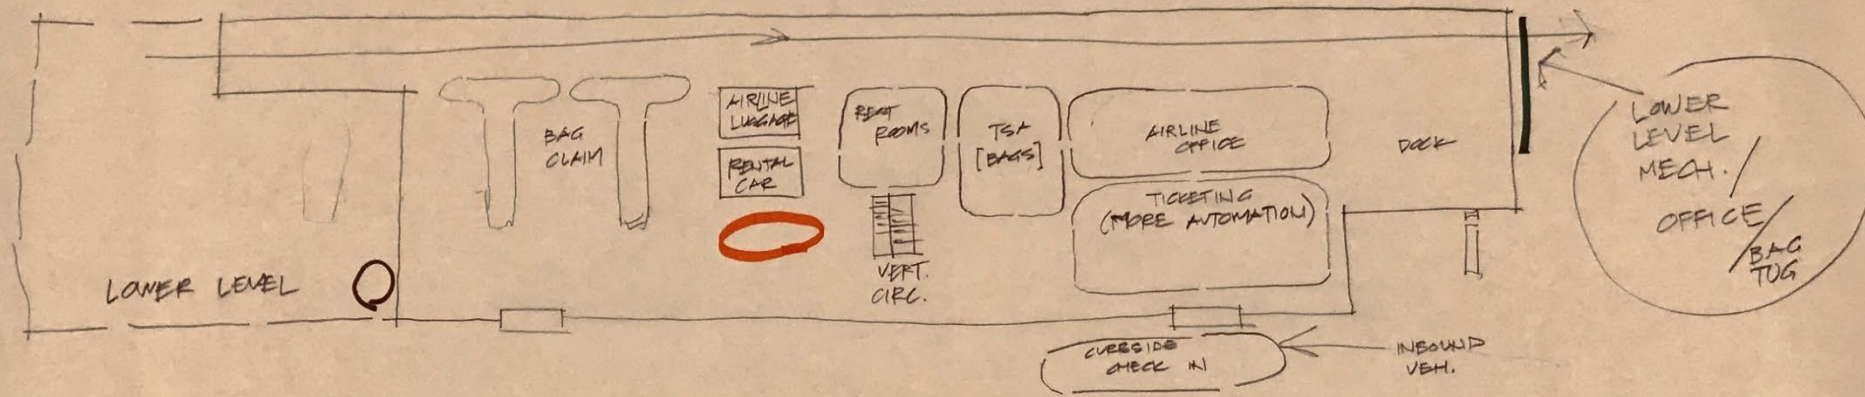 AIRLINE
LUGGAGE
RENTAL
CAR
BAG
CLAIM
REST
ROOMS
TSA
[BAGS]
AIRLINE
OFFICE
TICKETING
(MORE AUTOMATION)
DOCK
LOWER
LEVEL
MECH. /
OFFICE /
BAG
TUG
VERT.
CIRC.
LOWER LEVEL
CURBSIDE
CHECK IN
INBOUND
VEH.